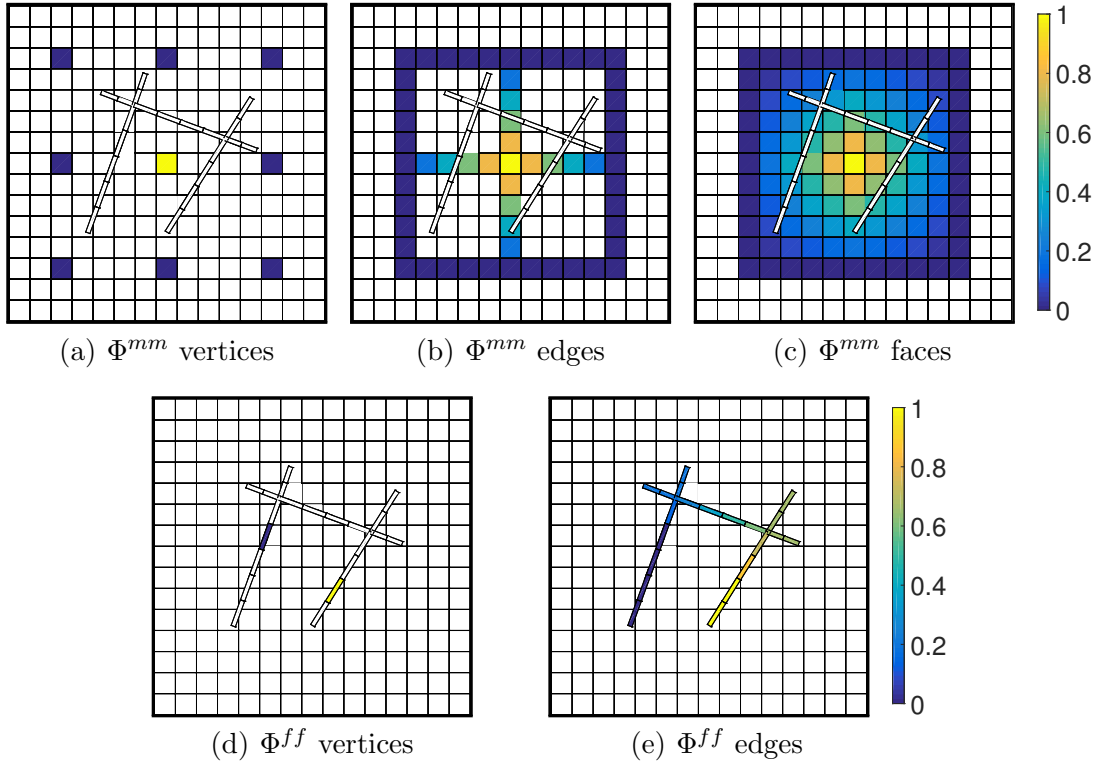 1
0.8
0.6
0.4
0.2
0
(a) Φ^{mm} vertices
(b) Φ^{mm} edges
(c) Φ^{mm} faces
1
0.8
0.6
0.4
0.2
0
(d) Φ^{ff} vertices
(e) Φ^{ff} edges